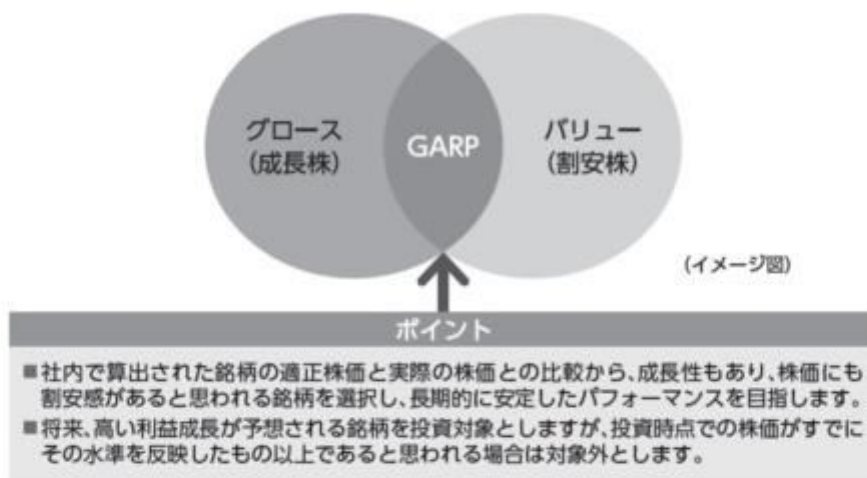 グロース
(成長株)
GARP
バリュー
(割安株)
(イメージ図)
ポイント
■社内で算出された銘柄の適正株価と実際の株価との比較から、成長性もあり、株価にも
割安感があると思われる銘柄を選択し、長期的に安定したパフォーマンスを目指します。
■将来、高い利益成長が予想される銘柄を投資対象としますが、投資時点での株価がすでに
その水準を反映したもの以上であると思われる場合は対象外とします。